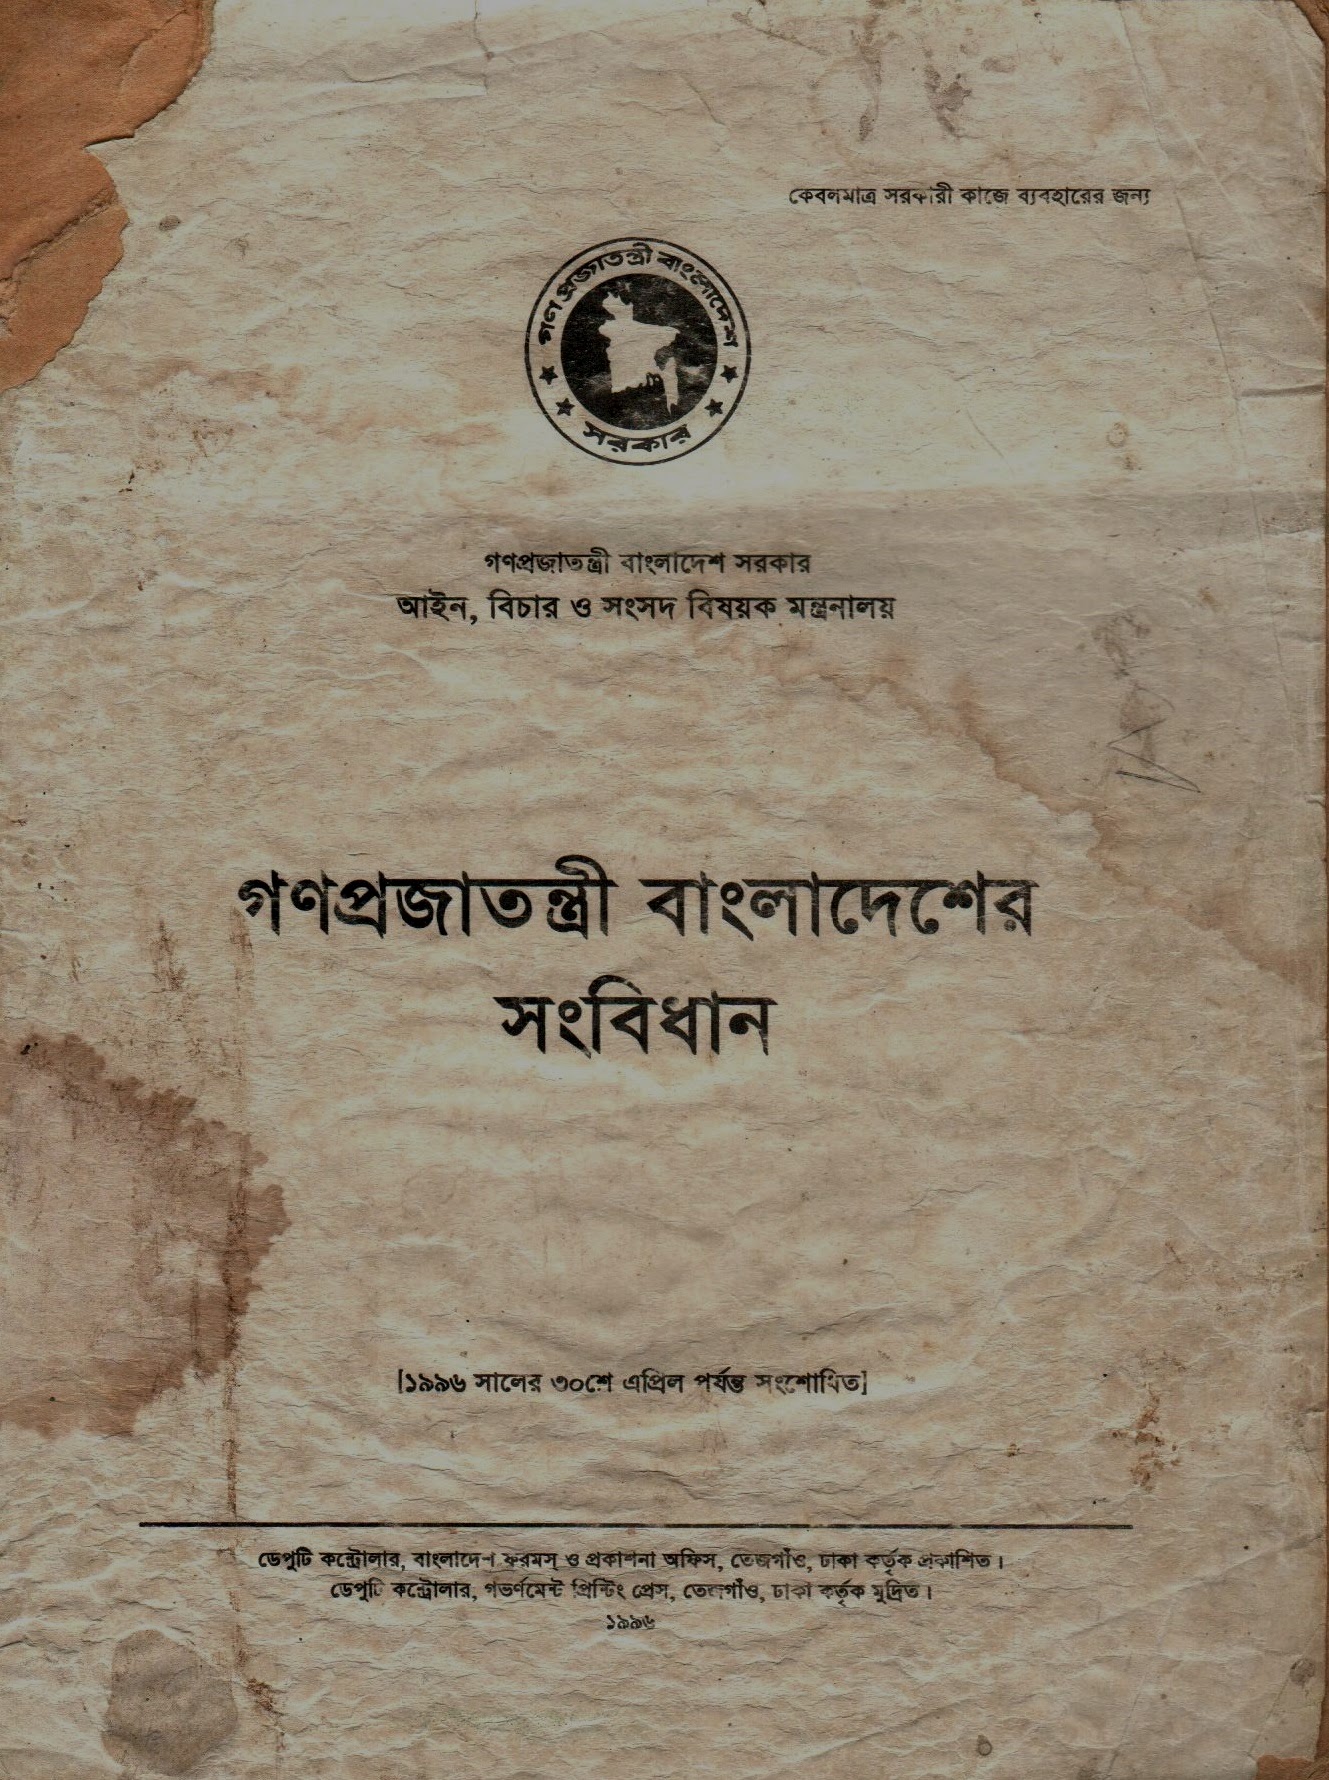 কেবলমাত্র সরকারী কাজে ব্যবহারের জন্য
গণ প্রজাতন্ত্রী বাংলাদেশ
সরকার
গণপ্রজাতন্ত্রী বাংলাদেশ সরকার
আইন, বিচার ও সংসদ বিষয়ক মন্ত্রনালয়
গণপ্রজাতন্ত্রী বাংলাদেশের
সংবিধান
[১৯৯৬ সালের ৩০শে এপ্রিল পর্যন্ত সংশোধিত]
ডেপুটি কন্ট্রোলার, বাংলাদেশ ফরমস্ ও প্রকাশনা অফিস, তেজগাঁও, ঢাকা কর্তৃক প্রকাশিত।
ডেপুটি কন্ট্রোলার, গভর্ণমেন্ট প্রিন্টিং প্রেস, তেজগাঁও, ঢাকা কর্তৃক মুদ্রিত।
১৯৯৬